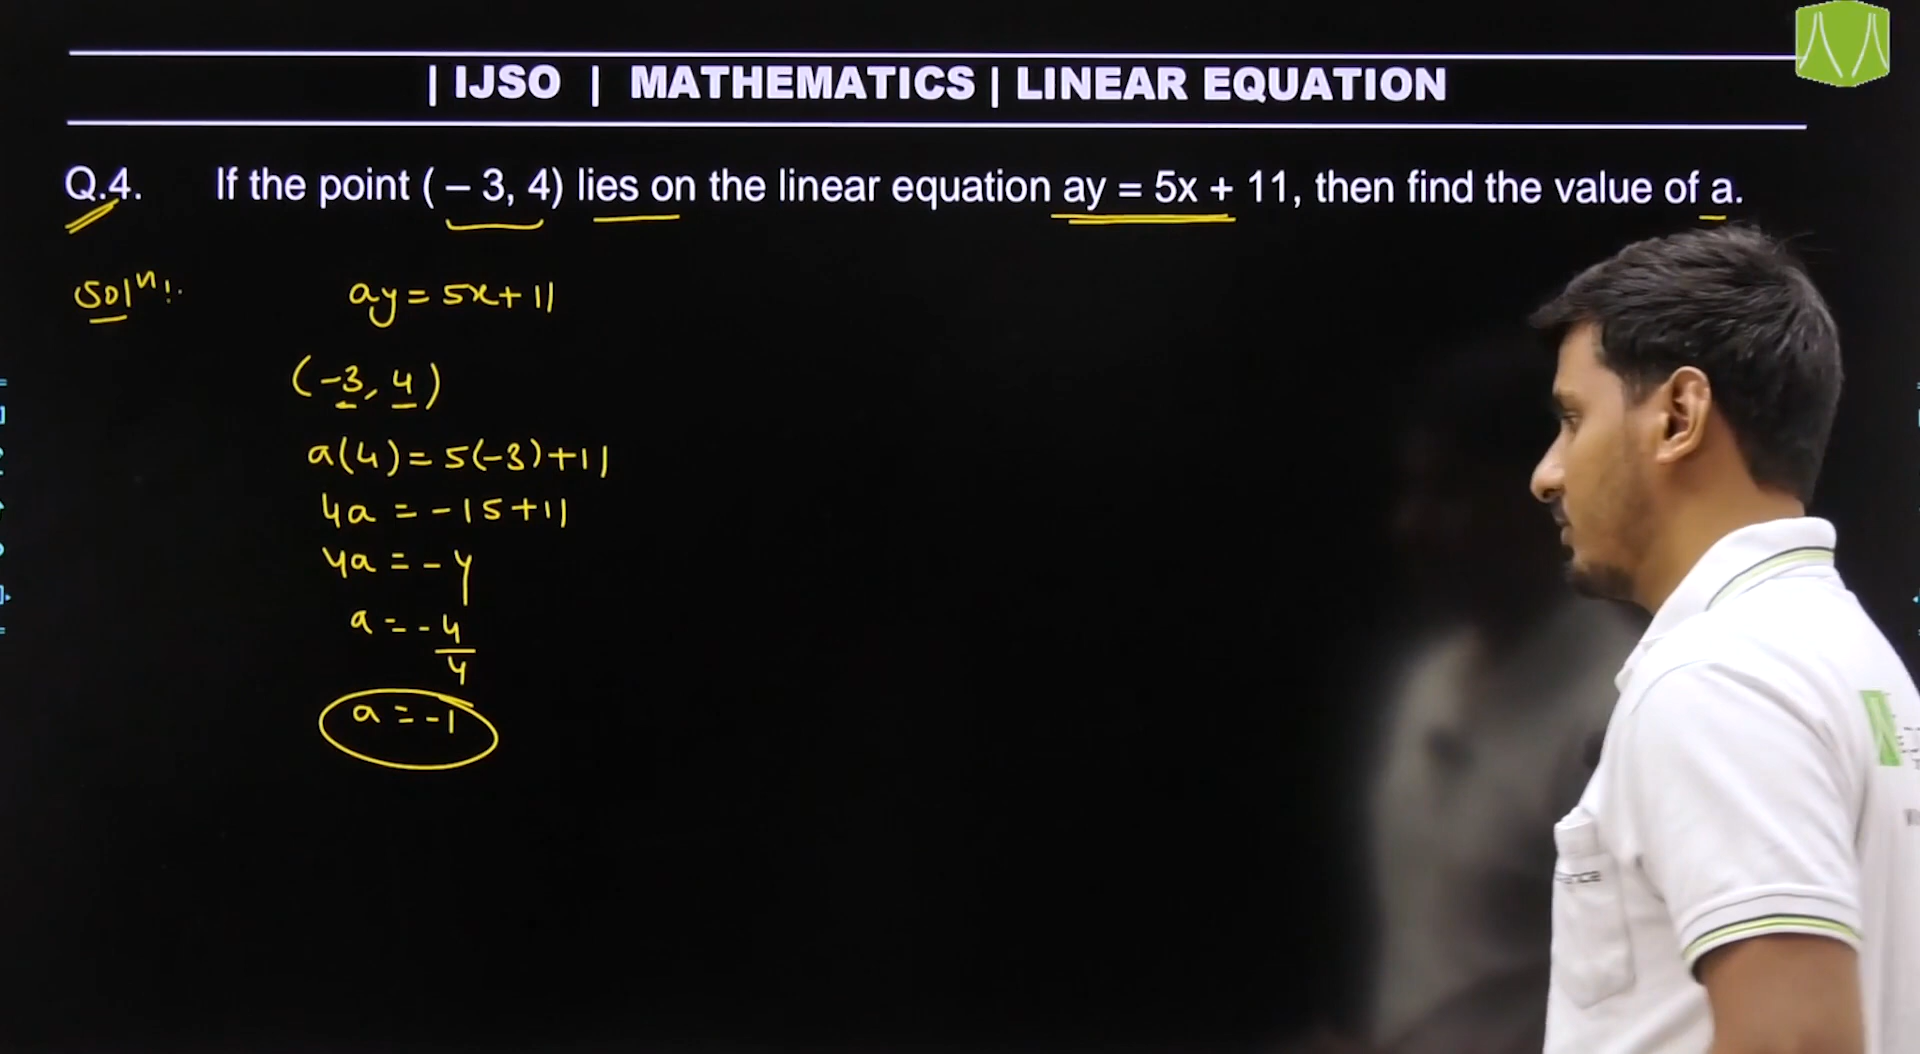 | IJSO | MATHEMATICS | LINEAR EQUATION
Q.4. If the point ( – 3, 4) lies on the linear equation ay = 5x + 11, then find the value of a.
Solⁿ:
ay = 5x + 11
(-3, 4)
a(4) = 5(-3) + 11
4a = -15 + 11
4a = -4
a = -4/4
a = -1